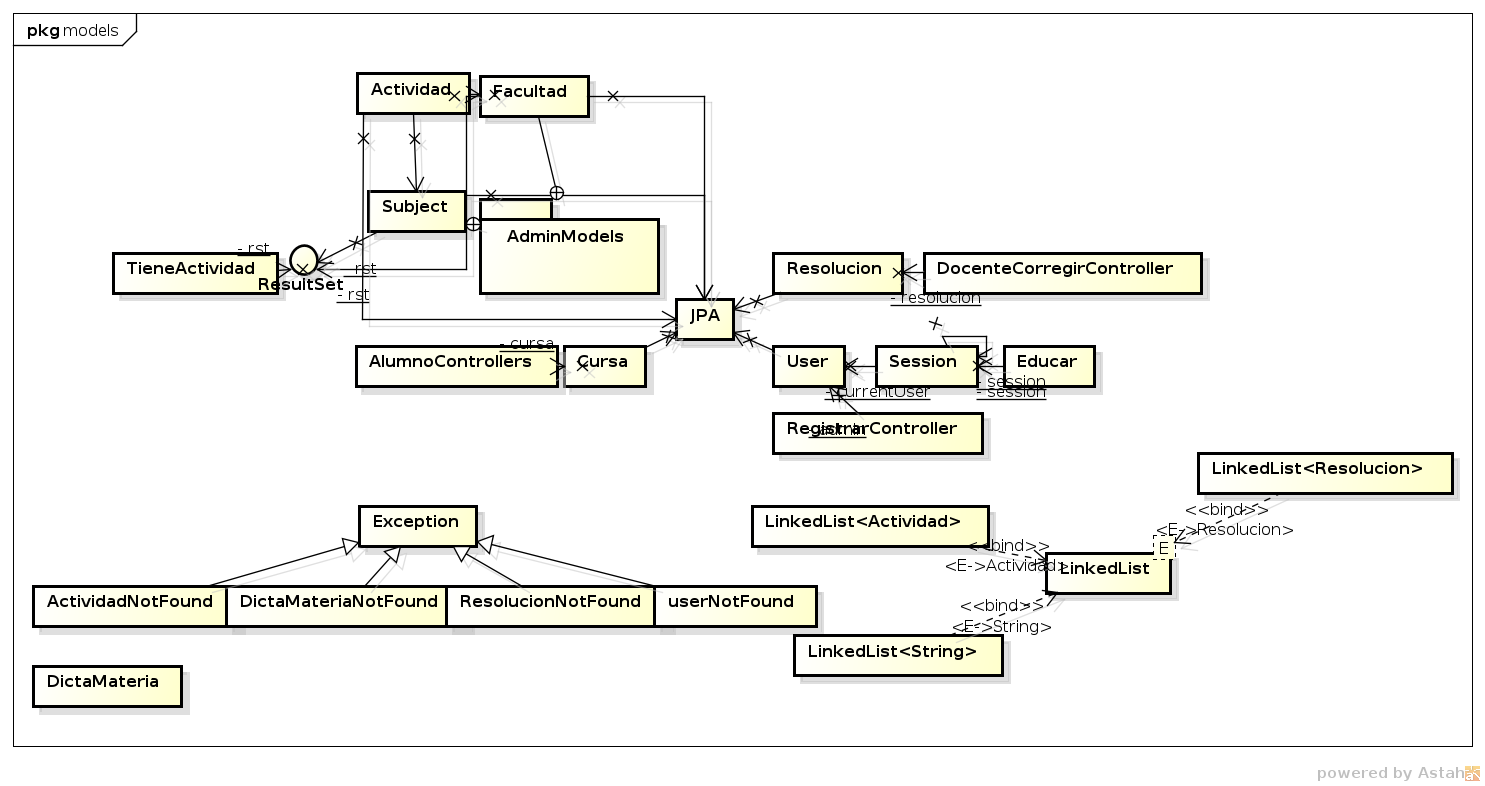 pkg models
Actividad
Facultad
Subject
AdminModels
- rst
TieneActividad
ResultSet
- rst
- rst
Resolucion
DocenteCorregirController
- resolucion
JPA
- cursa
AlumnoControllers
Cursa
User
Session
Educar
- session
- currentUser
- session
RegistrarController
- admin
LinkedList<Resolucion>
<<bind>>
<E->Resolucion>
Exception
LinkedList<Actividad>
<<bind>>
E
<E->Actividad>
LinkedList
ActividadNotFound
DictaMateriaNotFound
ResolucionNotFound
userNotFound
<<bind>>
<E->String>
LinkedList<String>
DictaMateria
powered by Astah